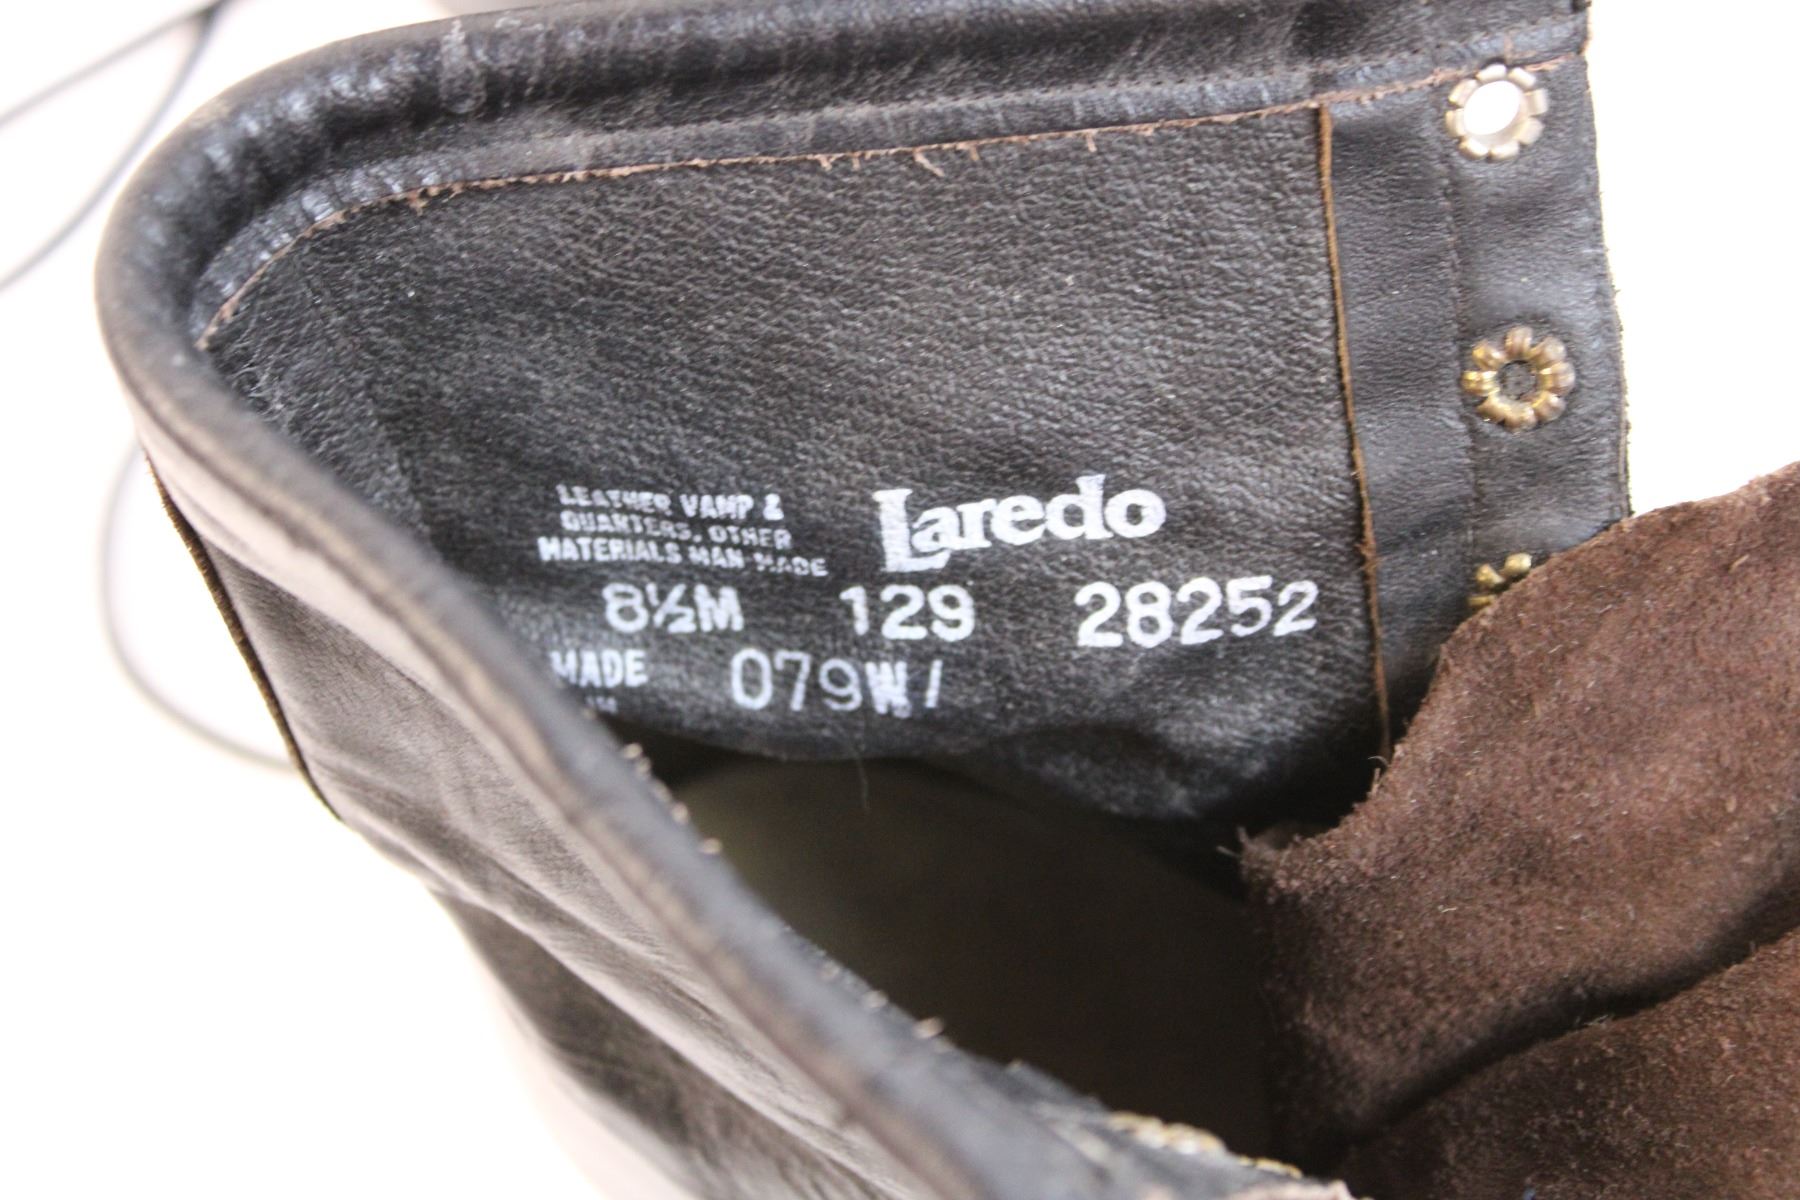 LEATHER VAMP &
QUARTERS, OTHER
MATERIALS MAN MADE
Laredo
8½M 129 28252
MADE 079W/